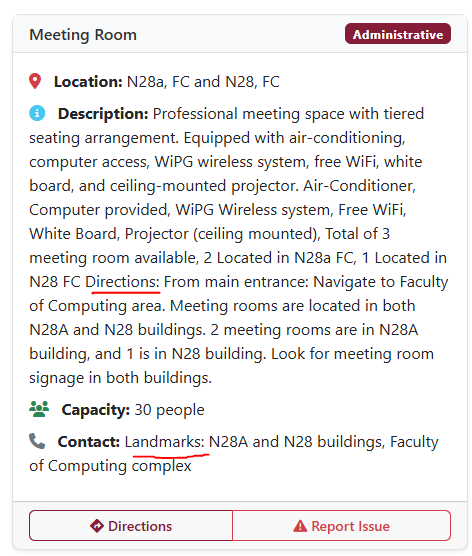 Meeting Room
Administrative
Location: N28a, FC and N28, FC
Description: Professional meeting space with tiered
seating arrangement. Equipped with air-conditioning,
computer access, WiPG wireless system, free WiFi, white
board, and ceiling-mounted projector. Air-Conditioner,
Computer provided, WiPG Wireless system, Free WiFi,
White Board, Projector (ceiling mounted), Total of 3
meeting room available, 2 Located in N28a FC, 1 Located in
N28 FC Directions: From main entrance: Navigate to Faculty
of Computing area. Meeting rooms are located in both
N28A and N28 buildings. 2 meeting rooms are in N28A
building, and 1 is in N28 building. Look for meeting room
signage in both buildings.
Capacity: 30 people
Contact: Landmarks: N28A and N28 buildings, Faculty
of Computing complex
Directions
Report Issue